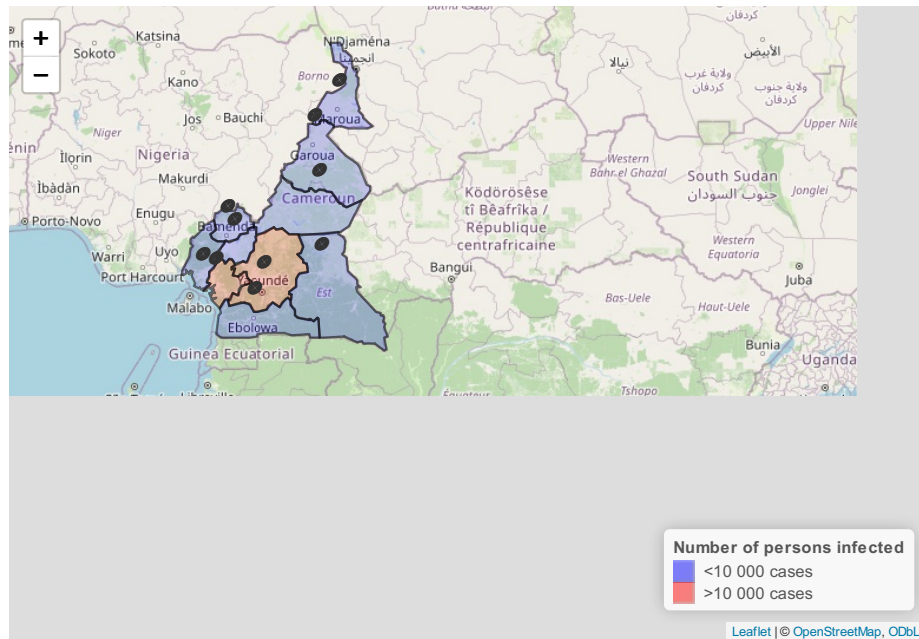 +
−
Katsina
Sokoto
Kano
Jos
Bauchi
Niger
Nigeria
Ìlọrin
Ìbàdàn
Makurdi
Enugu
Porto-Novo
Warri
Uyo
Port Harcourt
Malabo
Guinea Ecuatorial
N'Djaména
انجمينا
Borno
Maroua
Garoua
Cameroun
Bamenda
Yaoundé
Est
Ebolowa
نيالا
كردفان
الأبيض
ولاية غرب
كردفان
ولاية جنوب
كردفان
Upper Nile
Western
Bahr el Ghazal
South Sudan
جنوب السودان
Jonglei
Ködörösêse
tî Bêafrîka /
République
centrafricaine
Western
Equatoria
Bangui
Juba
Bas-Uele
Haut-Uele
Bunia
Uganda
Tshopo
Équateur
Number of persons infected
<10 000 cases
>10 000 cases
Leaflet | © OpenStreetMap, ODbL